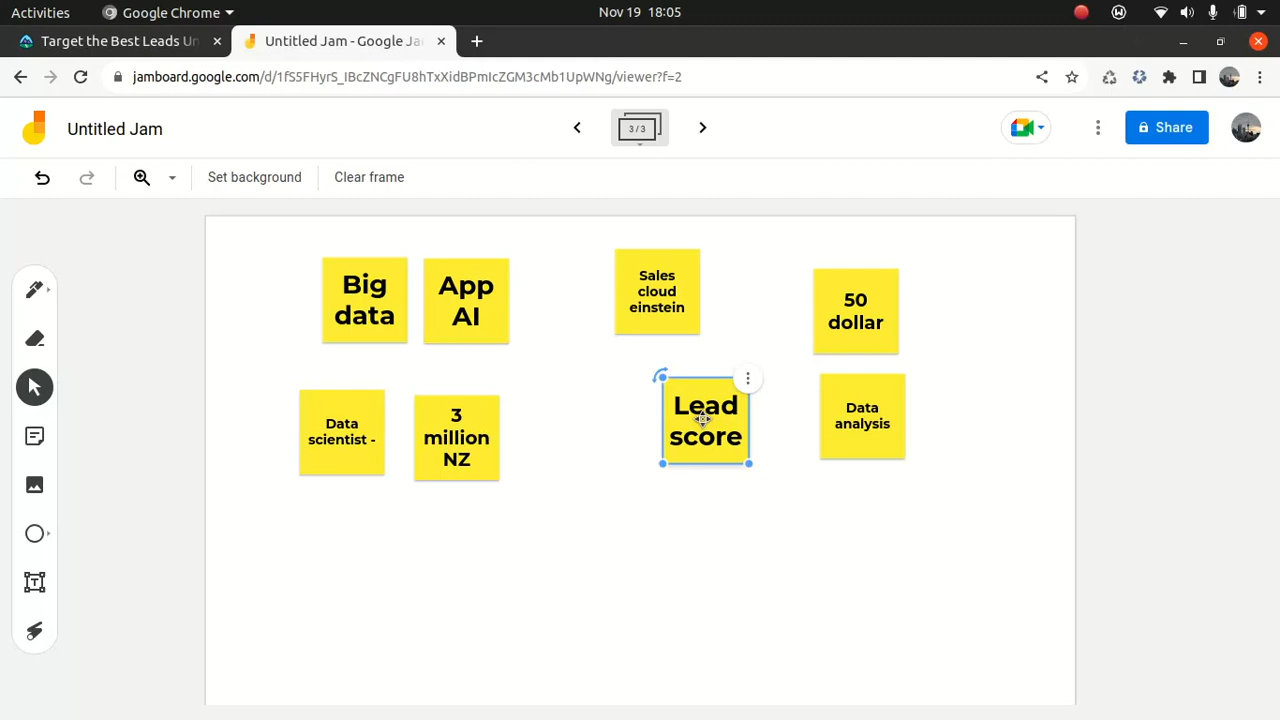 Activities
Google Chrome
Nov 19 18:05
Target the Best Leads Un
Untitled Jam - Google Ja
jamboard.google.com/d/1fS5FHyrS_IBcZNCgFU8hTxXidBPmIcZGM3cMb1UpWNg/viewer?f=2
Untitled Jam
3 / 3
Share
Set background
Clear frame
Big
data
App
AI
Sales
cloud
einstein
50
dollar
Data
scientist -
3
million
NZ
Lead
score
Data
analysis